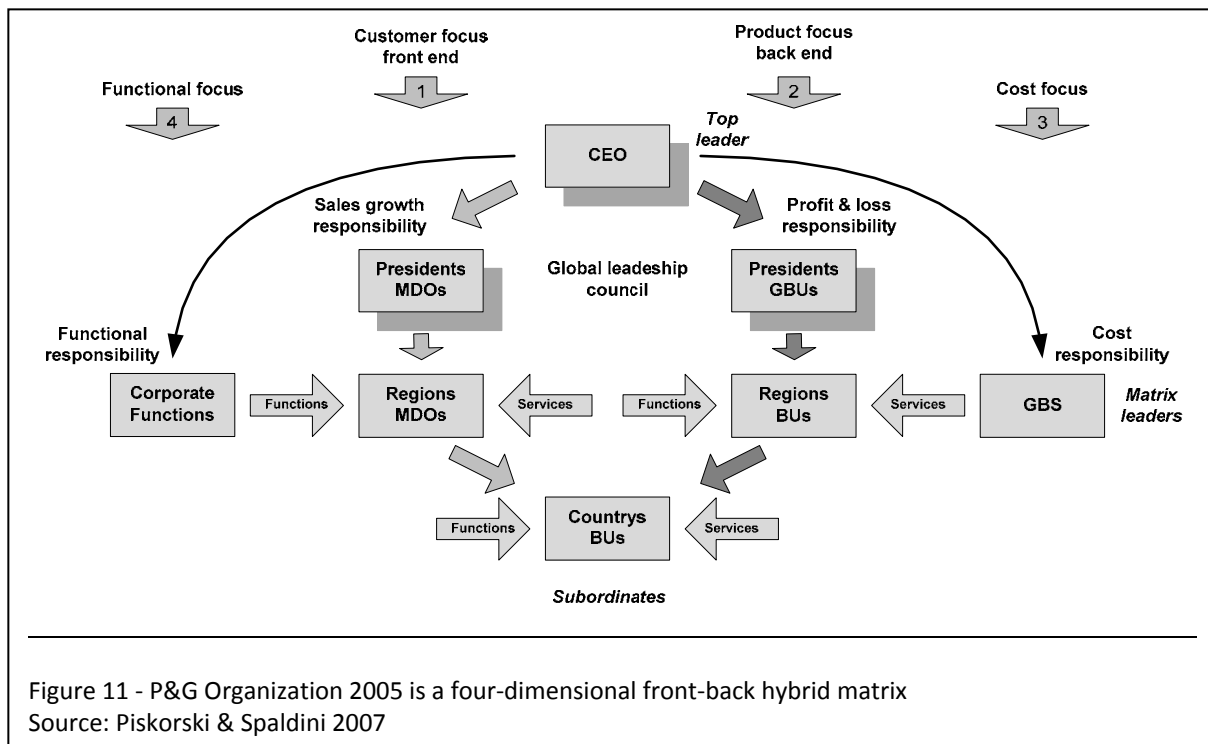 Customer focus
front end
Product focus
back end
Functional focus
Cost focus
1
2
4
3
Top
leader
CEO
Sales growth
responsibility
Profit & loss
responsibility
Presidents
MDOs
Global leadeship
council
Presidents
GBUs
Functional
responsibility
Cost
responsibility
Corporate
Functions
Functions
Regions
MDOs
Services
Functions
Regions
BUs
Services
GBS
Matrix
leaders
Functions
Countrys
BUs
Services
Subordinates
Figure 11 - P&G Organization 2005 is a four-dimensional front-back hybrid matrix
Source: Piskorski & Spaldini 2007